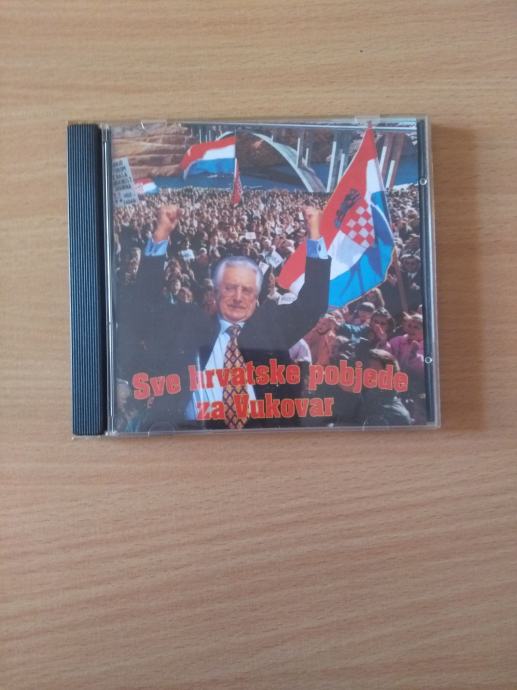 Sve hrvatske pobjede
za Vukovar